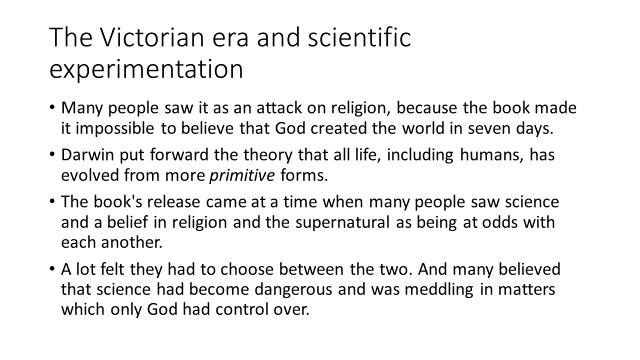 The Victorian era and scientific
experimentation
• Many people saw it as an attack on religion, because the book made
it impossible to believe that God created the world in seven days.
• Darwin put forward the theory that all life, including humans, has
evolved from more primitive forms.
• The book's release came at a time when many people saw science
and a belief in religion and the supernatural as being at odds with
each another.
• A lot felt they had to choose between the two. And many believed
that science had become dangerous and was meddling in matters
which only God had control over.